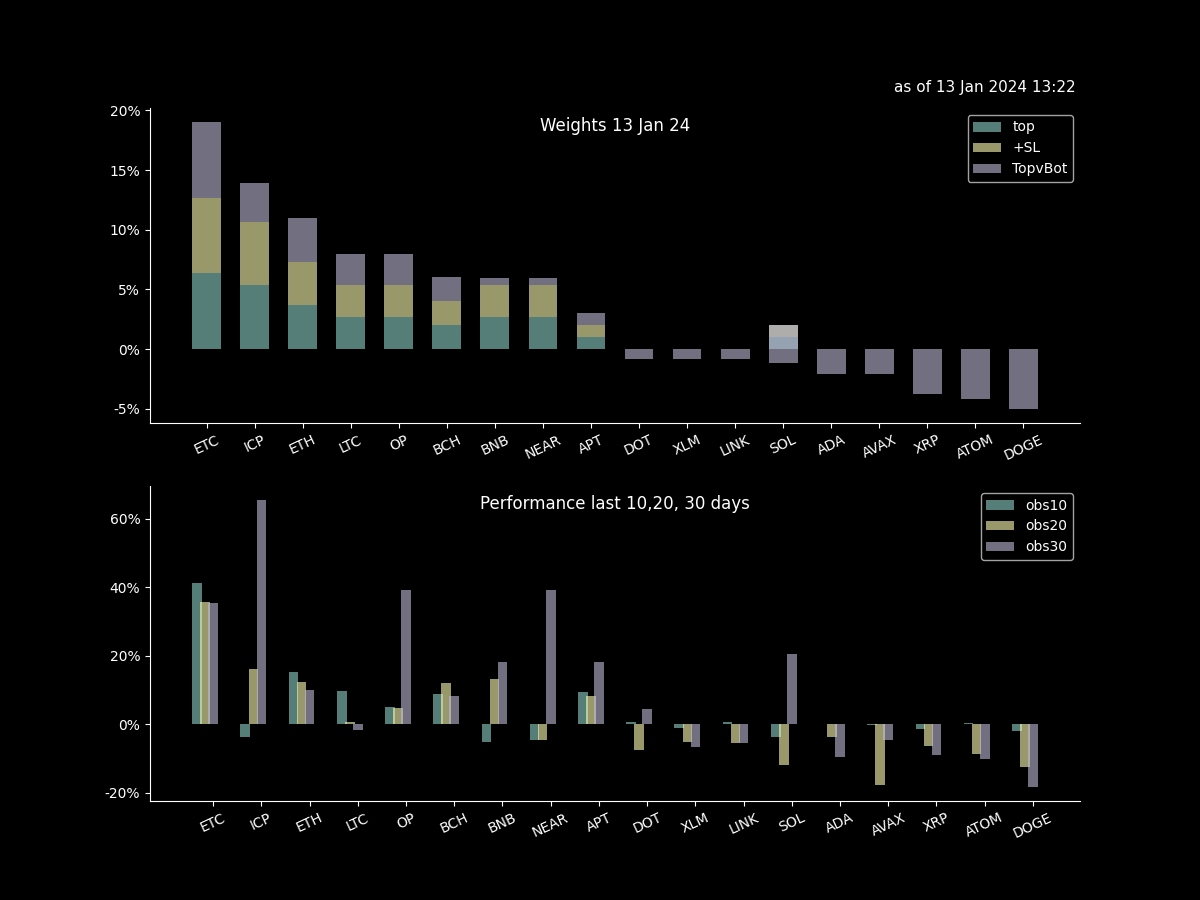 as of 13 Jan 2024 13:22
Weights 13 Jan 24
top
+SL
TopvBot
20%
15%
10%
5%
0%
-5%
ETC ICP ETH LTC OP BCH BNB NEAR APT DOT XLM LINK SOL ADA AVAX XRP ATOM DOGE
Performance last 10,20, 30 days
obs10
obs20
obs30
60%
40%
20%
0%
-20%
ETC ICP ETH LTC OP BCH BNB NEAR APT DOT XLM LINK SOL ADA AVAX XRP ATOM DOGE